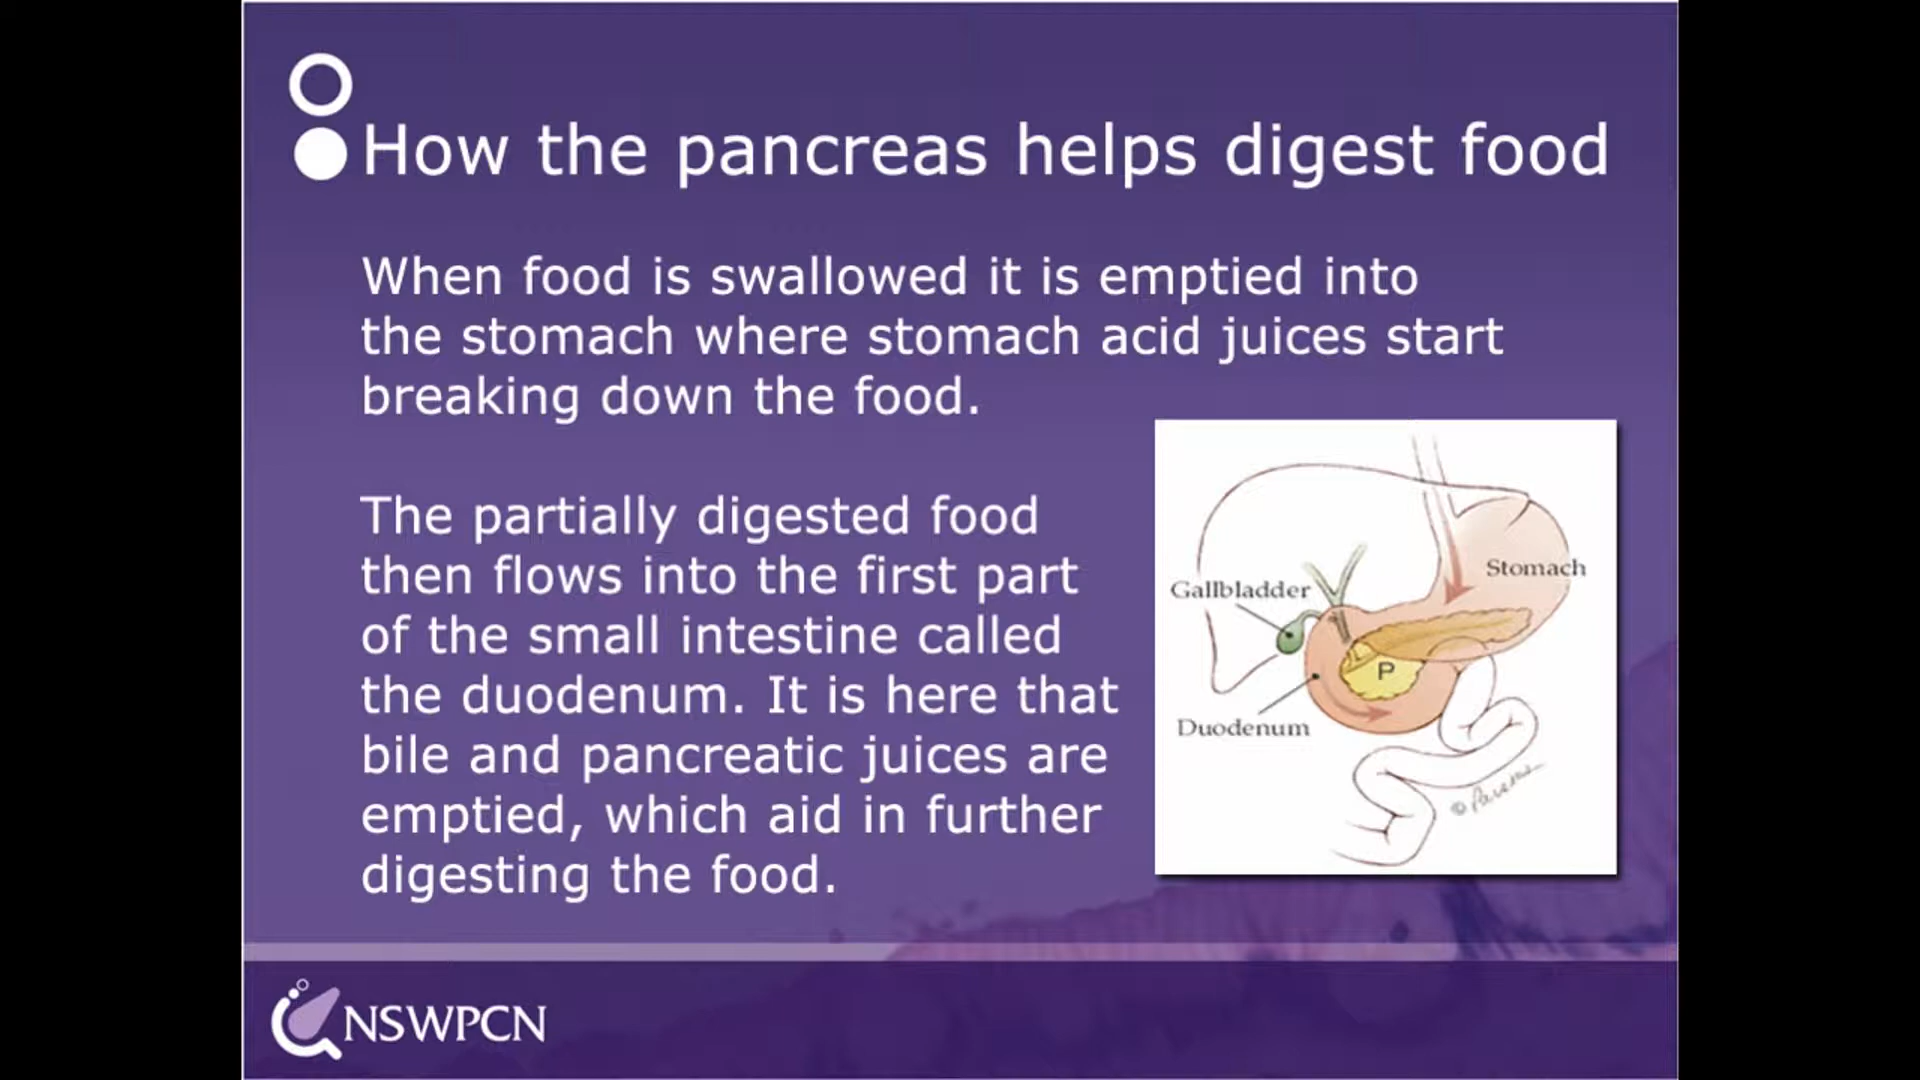 How the pancreas helps digest food
When food is swallowed it is emptied into
the stomach where stomach acid juices start
breaking down the food.
The partially digested food
then flows into the first part
of the small intestine called
the duodenum. It is here that
bile and pancreatic juices are
emptied, which aid in further
digesting the food.
Stomach
Gallbladder
P
Duodenum
NSWPCN